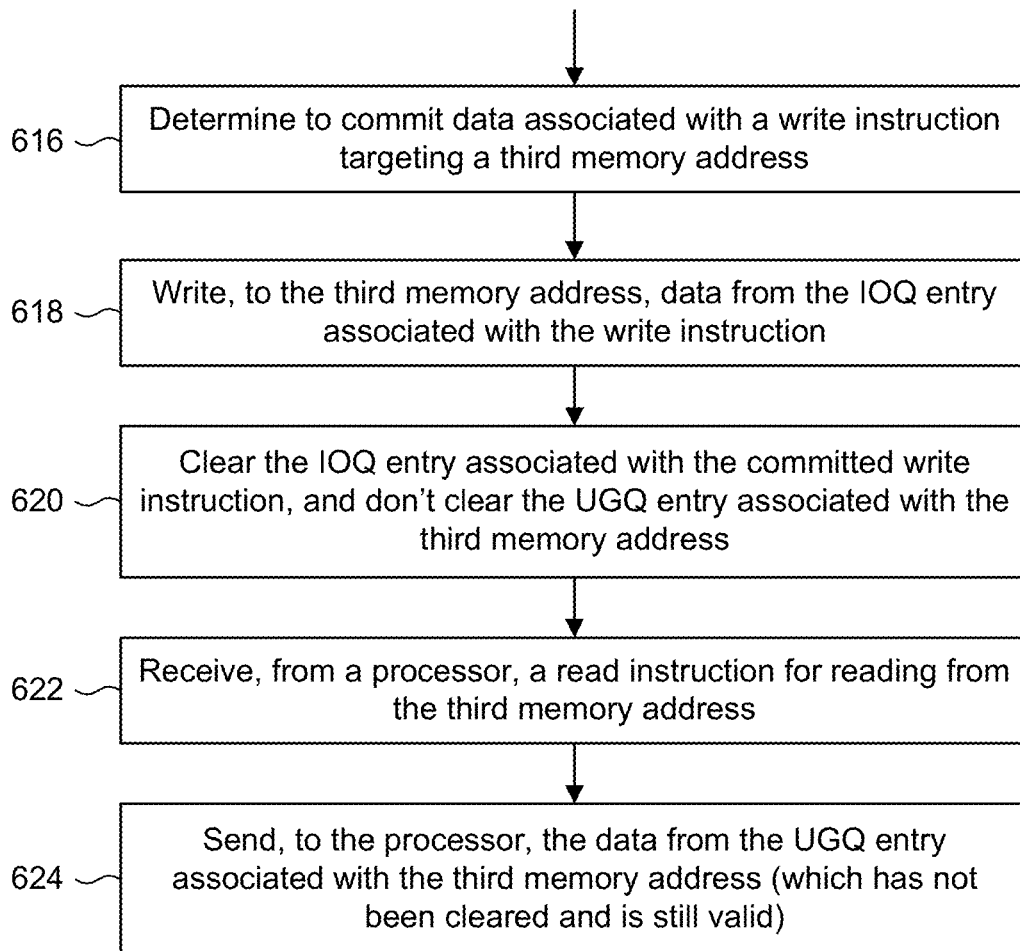 616
Determine to commit data associated with a write instruction
targeting a third memory address
618
Write, to the third memory address, data from the IOQ entry
associated with the write instruction
620
Clear the IOQ entry associated with the committed write
instruction, and don't clear the UGQ entry associated with the
third memory address
622
Receive, from a processor, a read instruction for reading from
the third memory address
624
Send, to the processor, the data from the UGQ entry
associated with the third memory address (which has not
been cleared and is still valid)